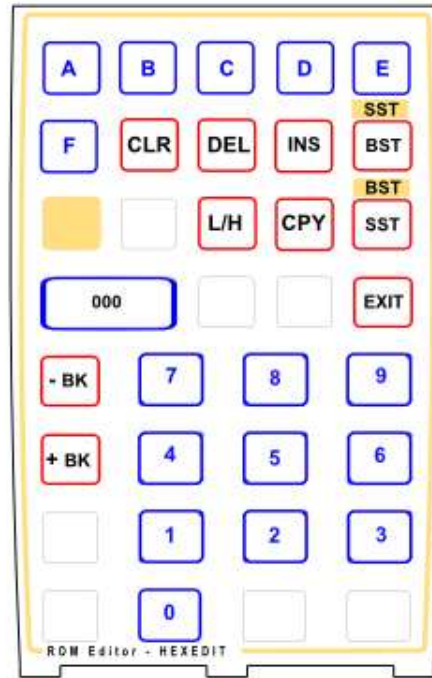 A B C D E
SST
F CLR DEL INS BST
BST
L/H CPY SST
000 EXIT
- BK 7 8 9
+ BK 4 5 6
1 2 3
0
ROM Editor - HEXEDIT